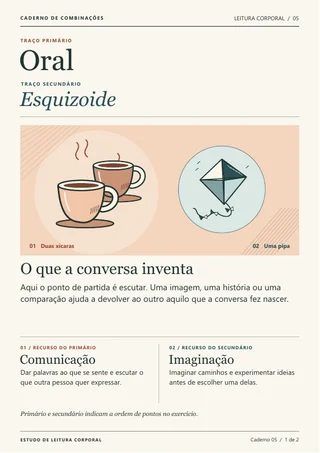 CADERNO DE COMBINAÇÕES
LEITURA CORPORAL / 05
TRAÇO PRIMÁRIO
Oral
TRAÇO SECUNDÁRIO
Esquizoide
01 Duas xícaras
02 Uma pipa
O que a conversa inventa
Aqui o ponto de partida é escutar. Uma imagem, uma história ou uma
comparação ajuda a devolver ao outro aquilo que a conversa fez nascer.
01 / RECURSO DO PRIMÁRIO
Comunicação
Dar palavras ao que se sente e escutar o
que outra pessoa quer expressar.
02 / RECURSO DO SECUNDÁRIO
Imaginação
Imaginar caminhos e experimentar ideias
antes de escolher uma delas.
Primário e secundário indicam a ordem de pontos no exercício.
ESTUDO DE LEITURA CORPORAL
Caderno 05 / 1 de 2